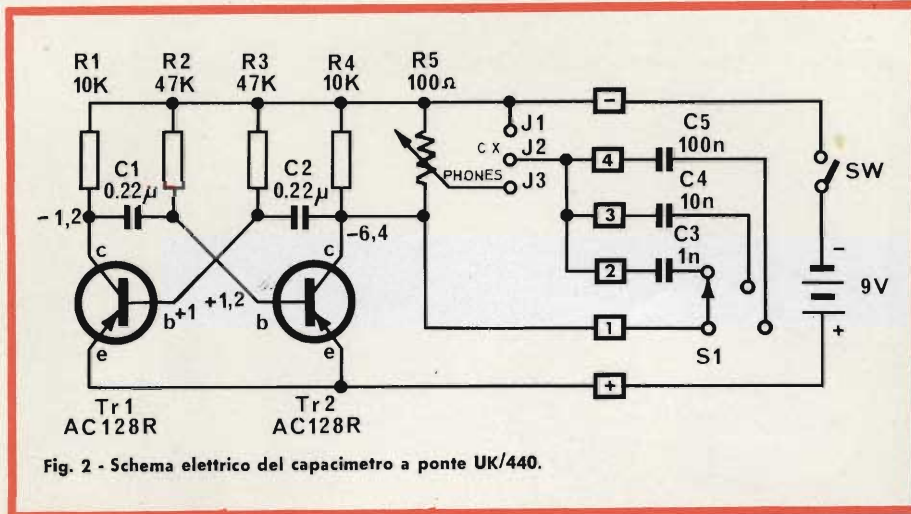 R1
10K
R2
47K
R3
47K
R4
10K
R5
100Ω
C1
0.22μ
C2
0.22μ
-1,2
-6,4
c
c
b+1
+1,2
b
e
e
Tr1
AC128R
Tr2
AC128R
J1
CX
J2
PHONES
J3
-
4
3
2
1
+
C5
100n
C4
10n
C3
1n
S1
SW
-
9V
+
Fig. 2 - Schema elettrico del capacimetro a ponte UK/440.